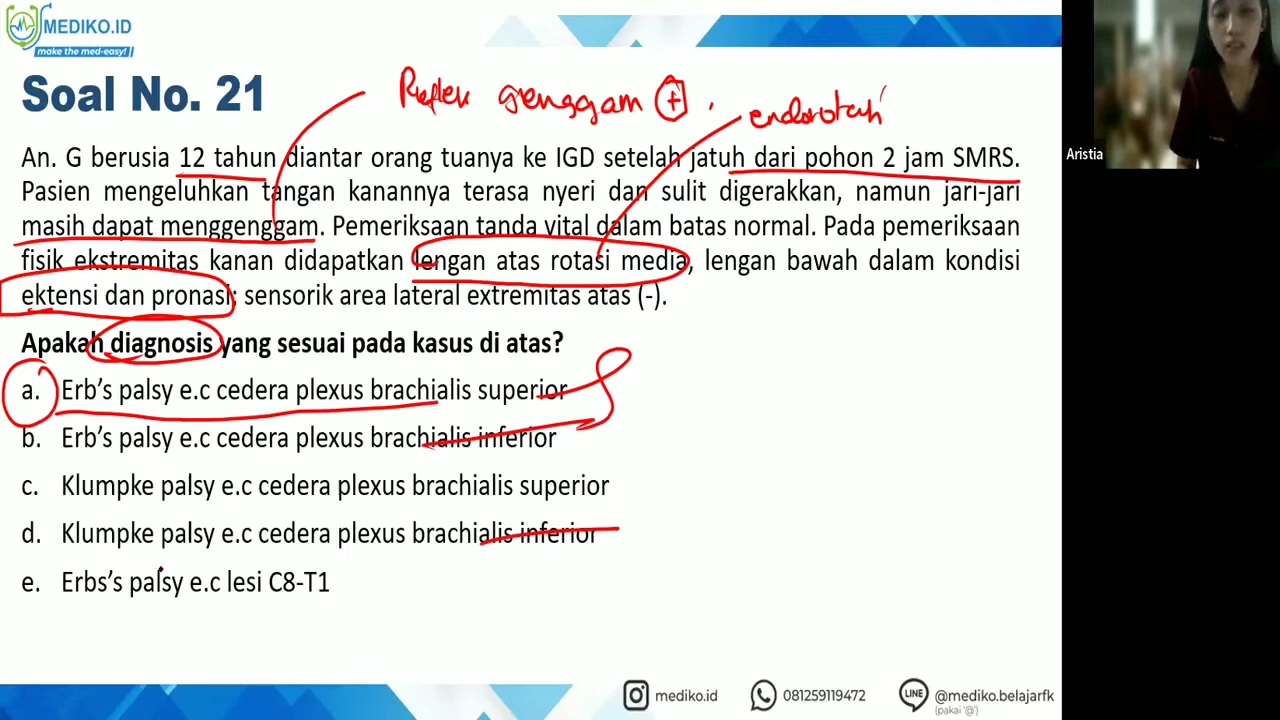 MEDIKO.ID
make the med-easy!
Soal No. 21
Reflek genggam (+)
endorotasi
An. G berusia 12 tahun diantar orang tuanya ke IGD setelah jatuh dari pohon 2 jam SMRS.
Pasien mengeluhkan tangan kanannya terasa nyeri dan sulit digerakkan, namun jari-jari
masih dapat menggenggam. Pemeriksaan tanda vital dalam batas normal. Pada pemeriksaan
fisik ekstremitas kanan didapatkan lengan atas rotasi media, lengan bawah dalam kondisi
ektensi dan pronasi; sensorik area lateral extremitas atas (-).
Apakah diagnosis yang sesuai pada kasus di atas?
a. Erb's palsy e.c cedera plexus brachialis superior
b. Erb's palsy e.c cedera plexus brachialis inferior
c. Klumpke palsy e.c cedera plexus brachialis superior
d. Klumpke palsy e.c cedera plexus brachialis inferior
e. Erbs's palsy e.c lesi C8-T1
mediko.id
081259119472
LINE
@mediko.belajarfk
(pakai '@')
Aristia